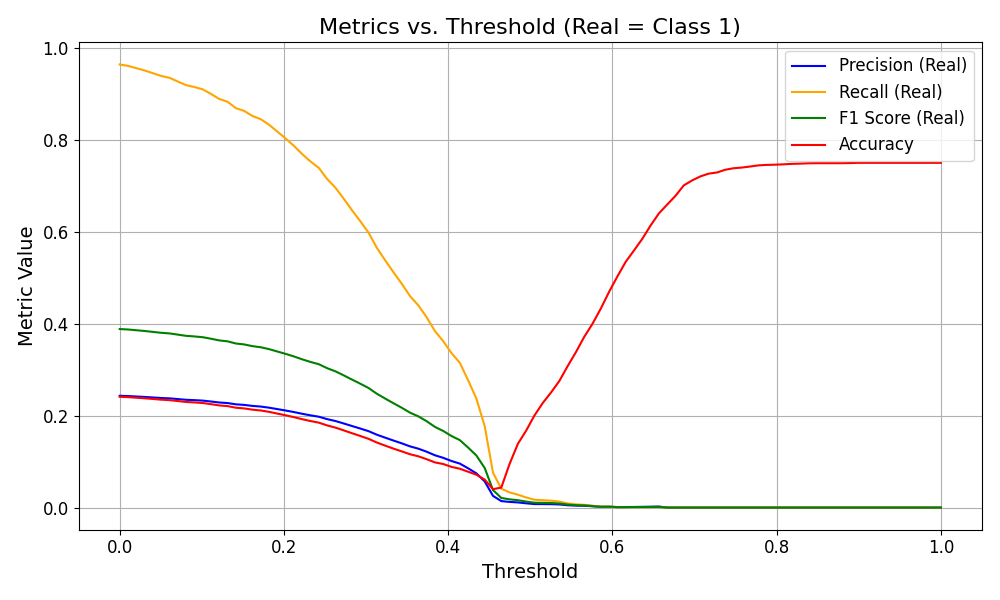 Metrics vs. Threshold (Real = Class 1)
Precision (Real)
Recall (Real)
F1 Score (Real)
Accuracy
Metric Value
1.0
0.8
0.6
0.4
0.2
0.0
0.0 0.2 0.4 0.6 0.8 1.0
Threshold